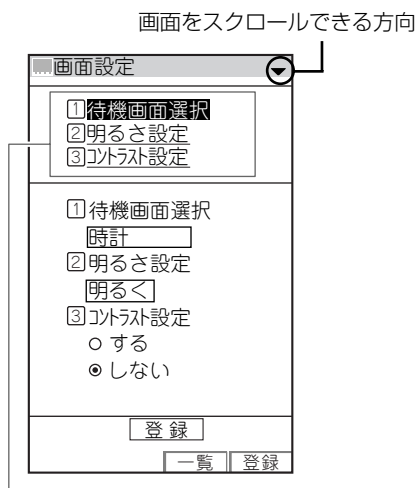 画面をスクロールできる方向
画面設定
1待機画面選択
2明るさ設定
3コントラスト設定
1待機画面選択
時計
2明るさ設定
明るく
3コントラスト設定
する
しない
登録
一覧 登録